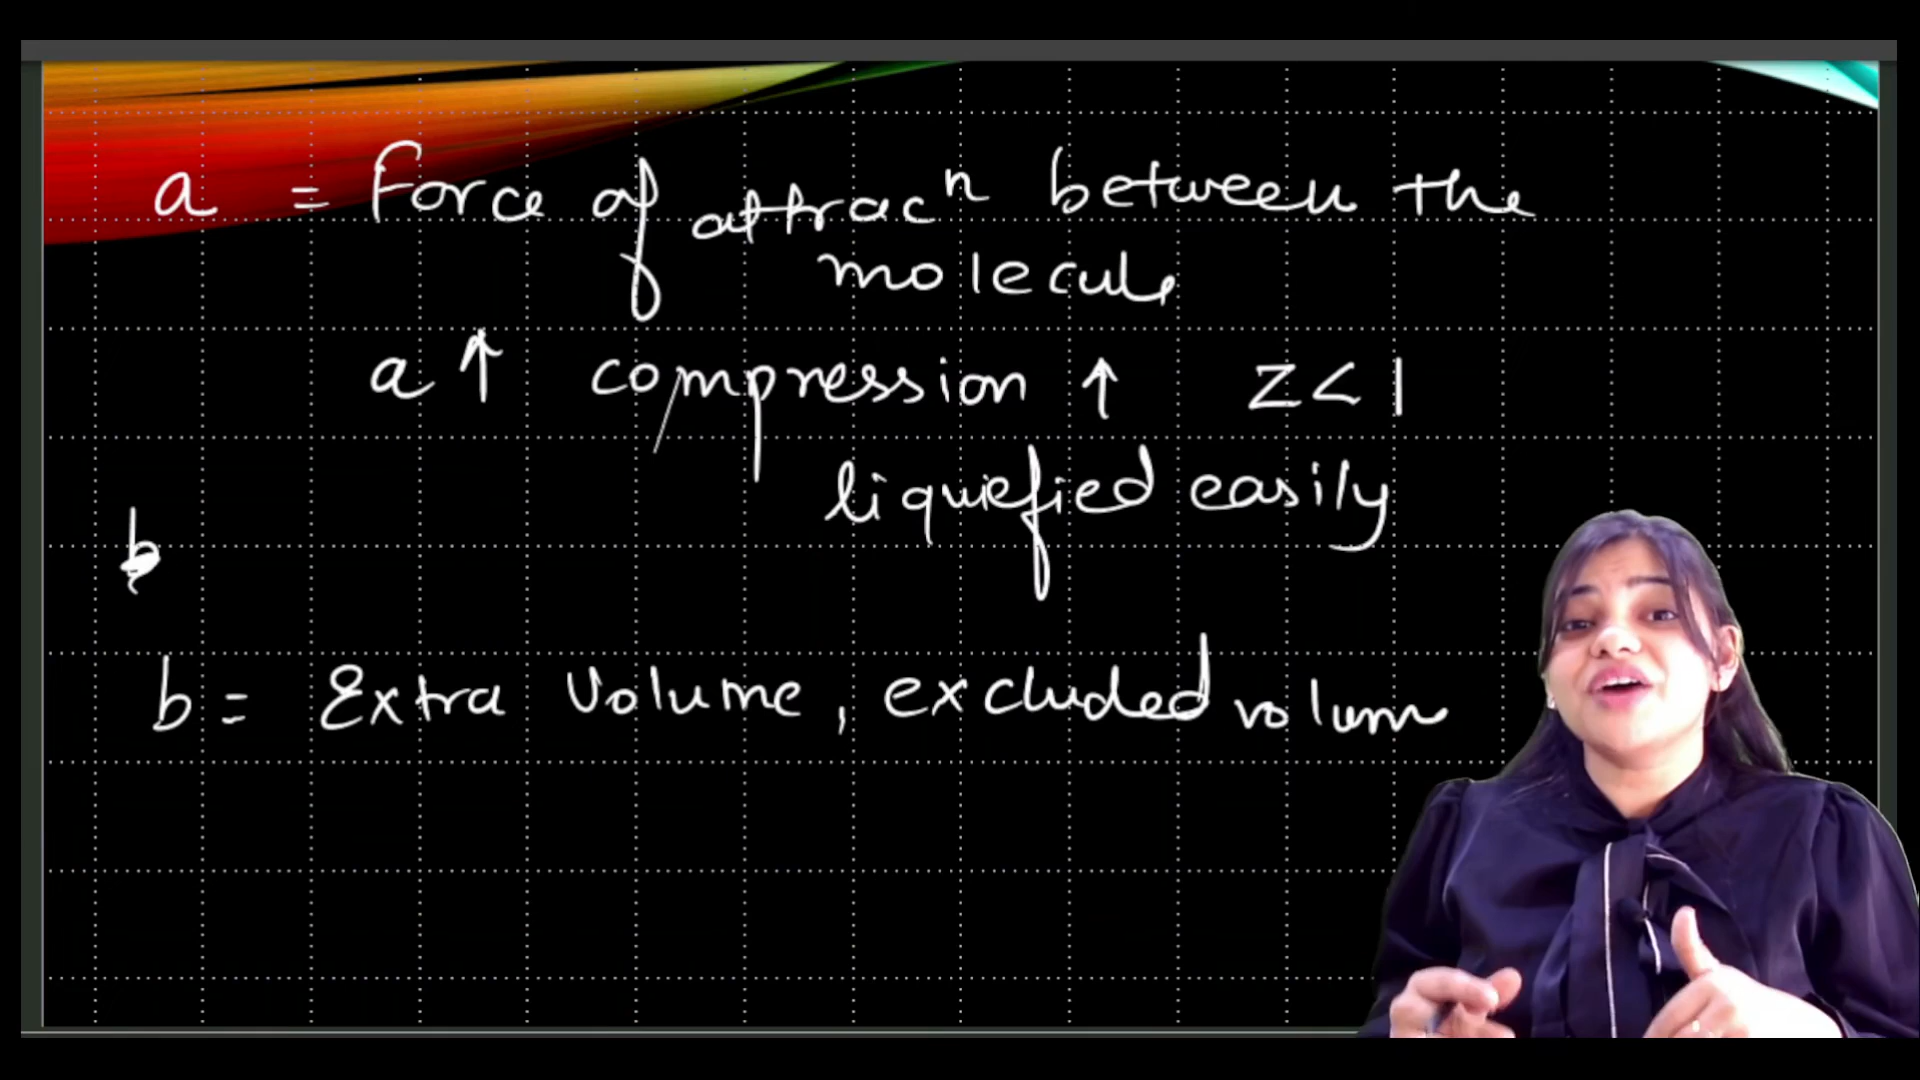 a = Force of attracⁿ between the
molecule
a ↑ compression ↑ Z < 1
liquefied easily
b
b = Extra Volume, excluded volume